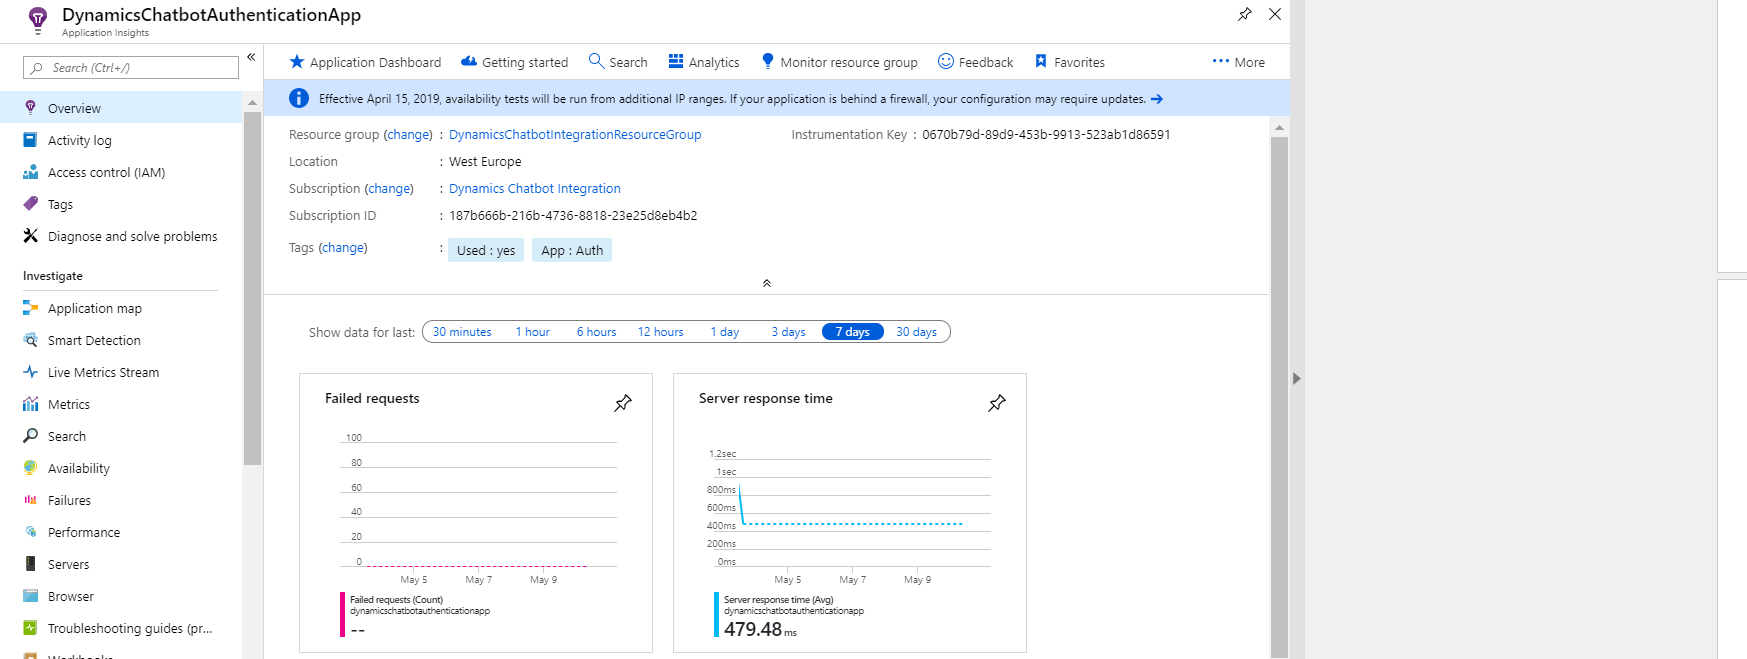 DynamicsChatbotAuthenticationApp
Application Insights
Search (Ctrl+/)
«
Overview
Activity log
Access control (IAM)
Tags
Diagnose and solve problems
Investigate
Application map
Smart Detection
Live Metrics Stream
Metrics
Search
Availability
Failures
Performance
Servers
Browser
Troubleshooting guides (pr...
Workbooks
Application Dashboard Getting started Search Analytics Monitor resource group Feedback Favorites ... More
Effective April 15, 2019, availability tests will be run from additional IP ranges. If your application is behind a firewall, your configuration may require updates. →
Resource group (change) : DynamicsChatbotIntegrationResourceGroup
Instrumentation Key : 0670b79d-89d9-453b-9913-523ab1d86591
Location : West Europe
Subscription (change) : Dynamics Chatbot Integration
Subscription ID : 187b666b-216b-4736-8818-23e25d8eb4b2
Tags (change) : Used : yes App : Auth
Show data for last: 30 minutes 1 hour 6 hours 12 hours 1 day 3 days 7 days 30 days
Failed requests
100
80
60
40
20
0
May 5 May 7 May 9
Failed requests (Count)
dynamicschatbotauthenticationapp
--
Server response time
1.2sec
1sec
800ms
600ms
400ms
200ms
0ms
May 5 May 7 May 9
Server response time (Avg)
dynamicschatbotauthenticationapp
479.48 ms